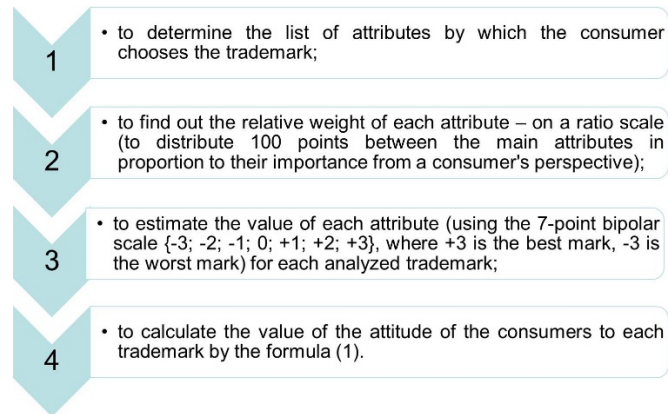 1
• to determine the list of attributes by which the consumer
chooses the trademark;
2
• to find out the relative weight of each attribute – on a ratio scale
(to distribute 100 points between the main attributes in
proportion to their importance from a consumer's perspective);
3
• to estimate the value of each attribute (using the 7-point bipolar
scale {-3; -2; -1; 0; +1; +2; +3}, where +3 is the best mark, -3 is
the worst mark) for each analyzed trademark;
4
• to calculate the value of the attitude of the consumers to each
trademark by the formula (1).